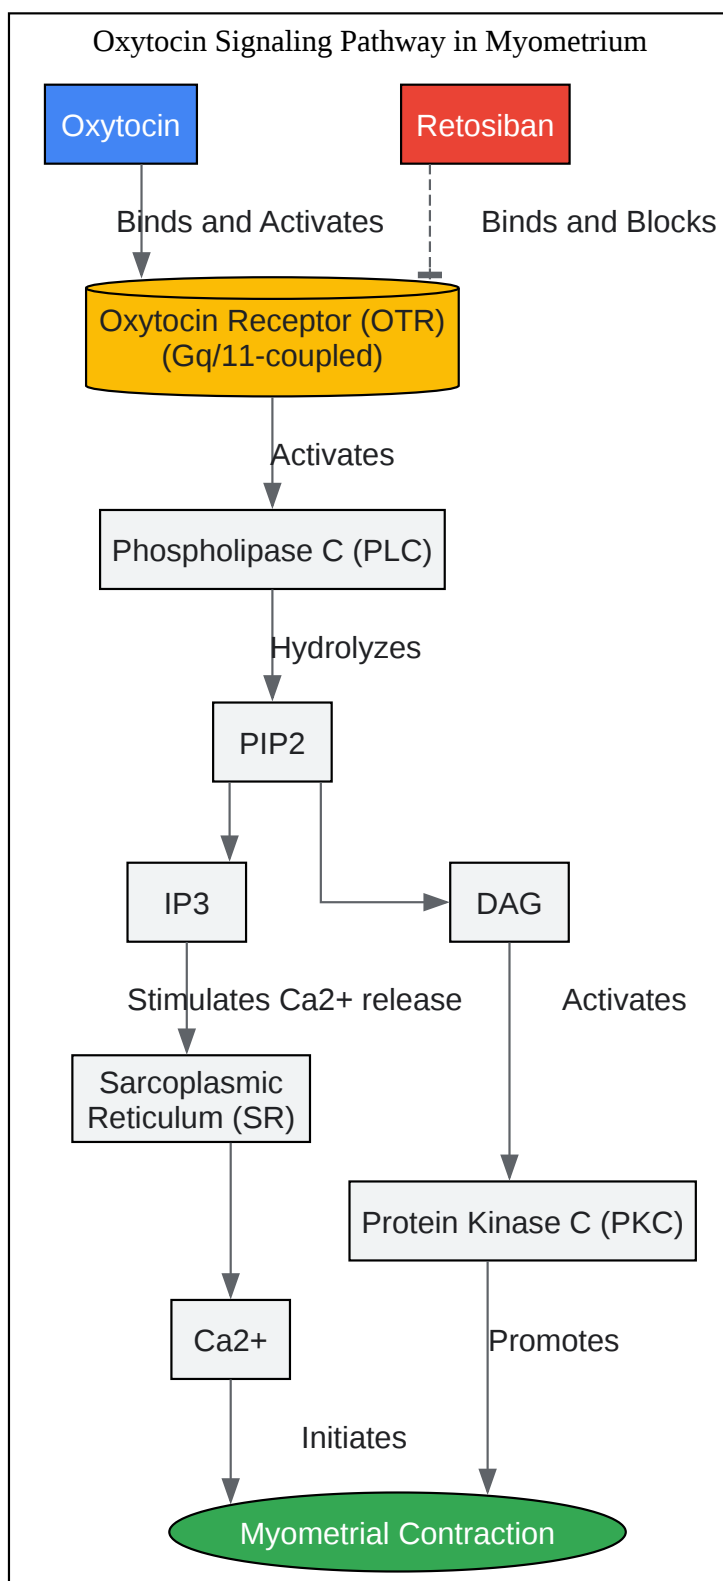 Oxytocin Signaling Pathway in Myometrium
Oxytocin
Retosiban
Binds and Activates
Binds and Blocks
Oxytocin Receptor (OTR)
(Gq/11-coupled)
Activates
Phospholipase C (PLC)
Hydrolyzes
PIP2
IP3
DAG
Stimulates Ca2+ release
Activates
Sarcoplasmic
Reticulum (SR)
Protein Kinase C (PKC)
Ca2+
Promotes
Initiates
Myometrial Contraction